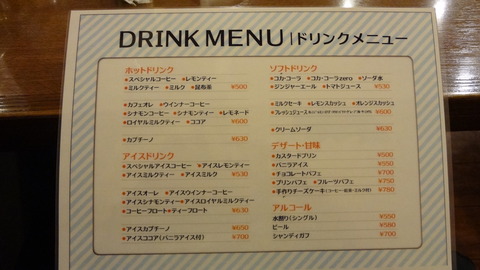 DRINK MENU | ドリンクメニュー
ホットドリンク
●スペシャルコーヒー ●レモンティー
●ミルクティー ●ミルク ●昆布茶 ¥500
●カフェオレ ●ウインナーコーヒー
●シナモンコーヒー ●シナモンティー ●レモネード
●ロイヤルミルクティー ●ココア ¥600
●カプチーノ ¥630
アイスドリンク
●スペシャルアイスコーヒー ●アイスレモンティー
●アイスミルクティー ●アイスミルク ¥530
●アイスオーレ ●アイスウインナーコーヒー
●アイスシナモンティー ●アイスロイヤルミルクティー
●コーヒーフロート ●ティーフロート ¥630
●アイスカプチーノ ¥650
●アイスココア(バニラアイス付) ¥700
ソフトドリンク
●コカ・コーラ ●コカ・コーラzero ●ソーダ水
●ジンジャーエール ●トマトジュース ¥530
●ミルクセーキ ●レモンスカッシュ ●オレンジスカッシュ
●フレッシュジュース ¥600
●クリームソーダ ¥630
デザート・甘味
●カスタードプリン ¥500
●バニラアイス ¥550
●チョコレートパフェ ¥700
●プリンパフェ ●フルーツパフェ ¥750
●手作りチーズケーキ ¥780
アルコール
水割り(シングル) ¥550
ビール ¥580
シャンディガフ ¥700